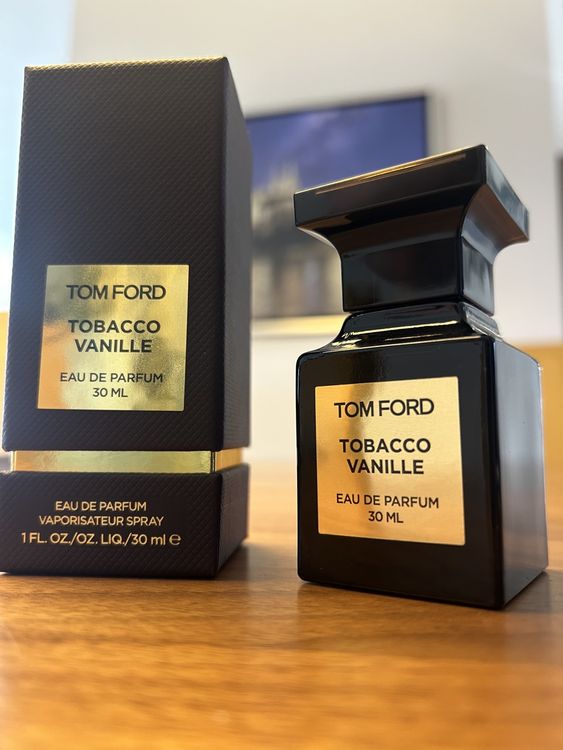 TOM FORD
TOBACCO
VANILLE
EAU DE PARFUM
30 ML
EAU DE PARFUM
VAPORISATEUR SPRAY
1 FL. OZ./OZ. LIQ./30 ml ℮
TOM FORD
TOBACCO
VANILLE
EAU DE PARFUM
30 ML